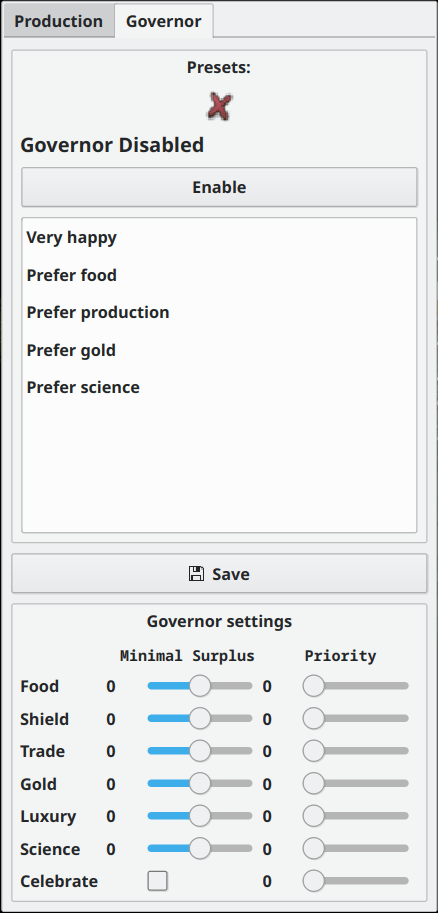 Production Governor
Presets:
Governor Disabled
Enable
Very happy
Prefer food
Prefer production
Prefer gold
Prefer science
Save
Governor settings
Minimal Surplus Priority
Food 0 0
Shield 0 0
Trade 0 0
Gold 0 0
Luxury 0 0
Science 0 0
Celebrate 0